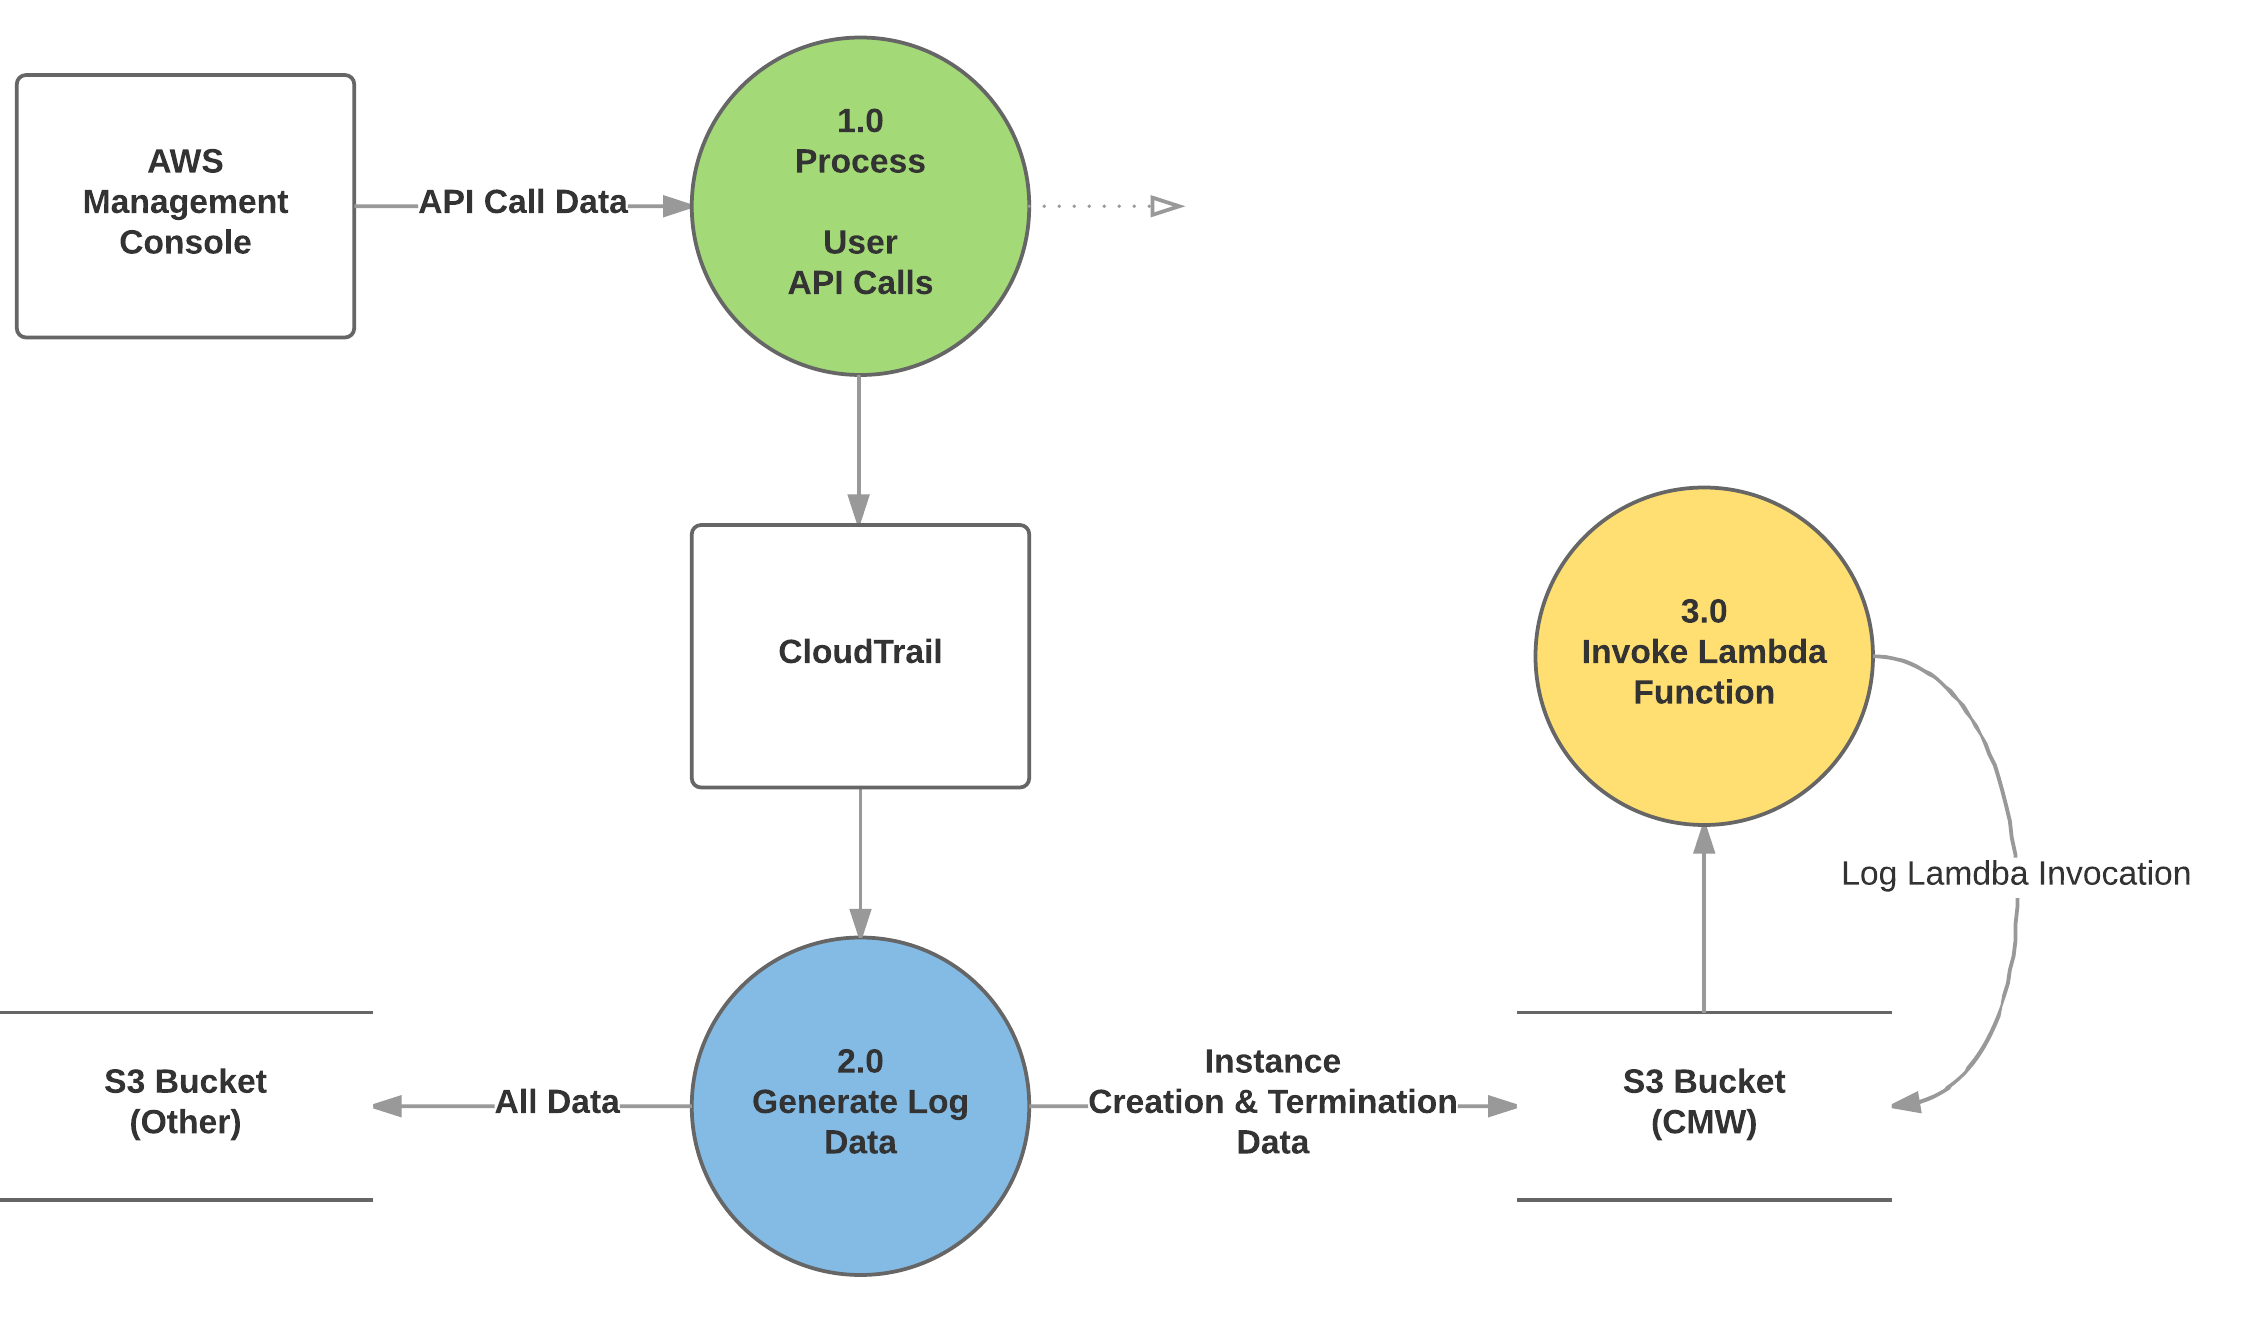 AWS
Management
Console
API Call Data
1.0
Process
User
API Calls
CloudTrail
3.0
Invoke Lambda
Function
Log Lamdba Invocation
S3 Bucket
(Other)
All Data
2.0
Generate Log
Data
Instance
Creation & Termination
Data
S3 Bucket
(CMW)